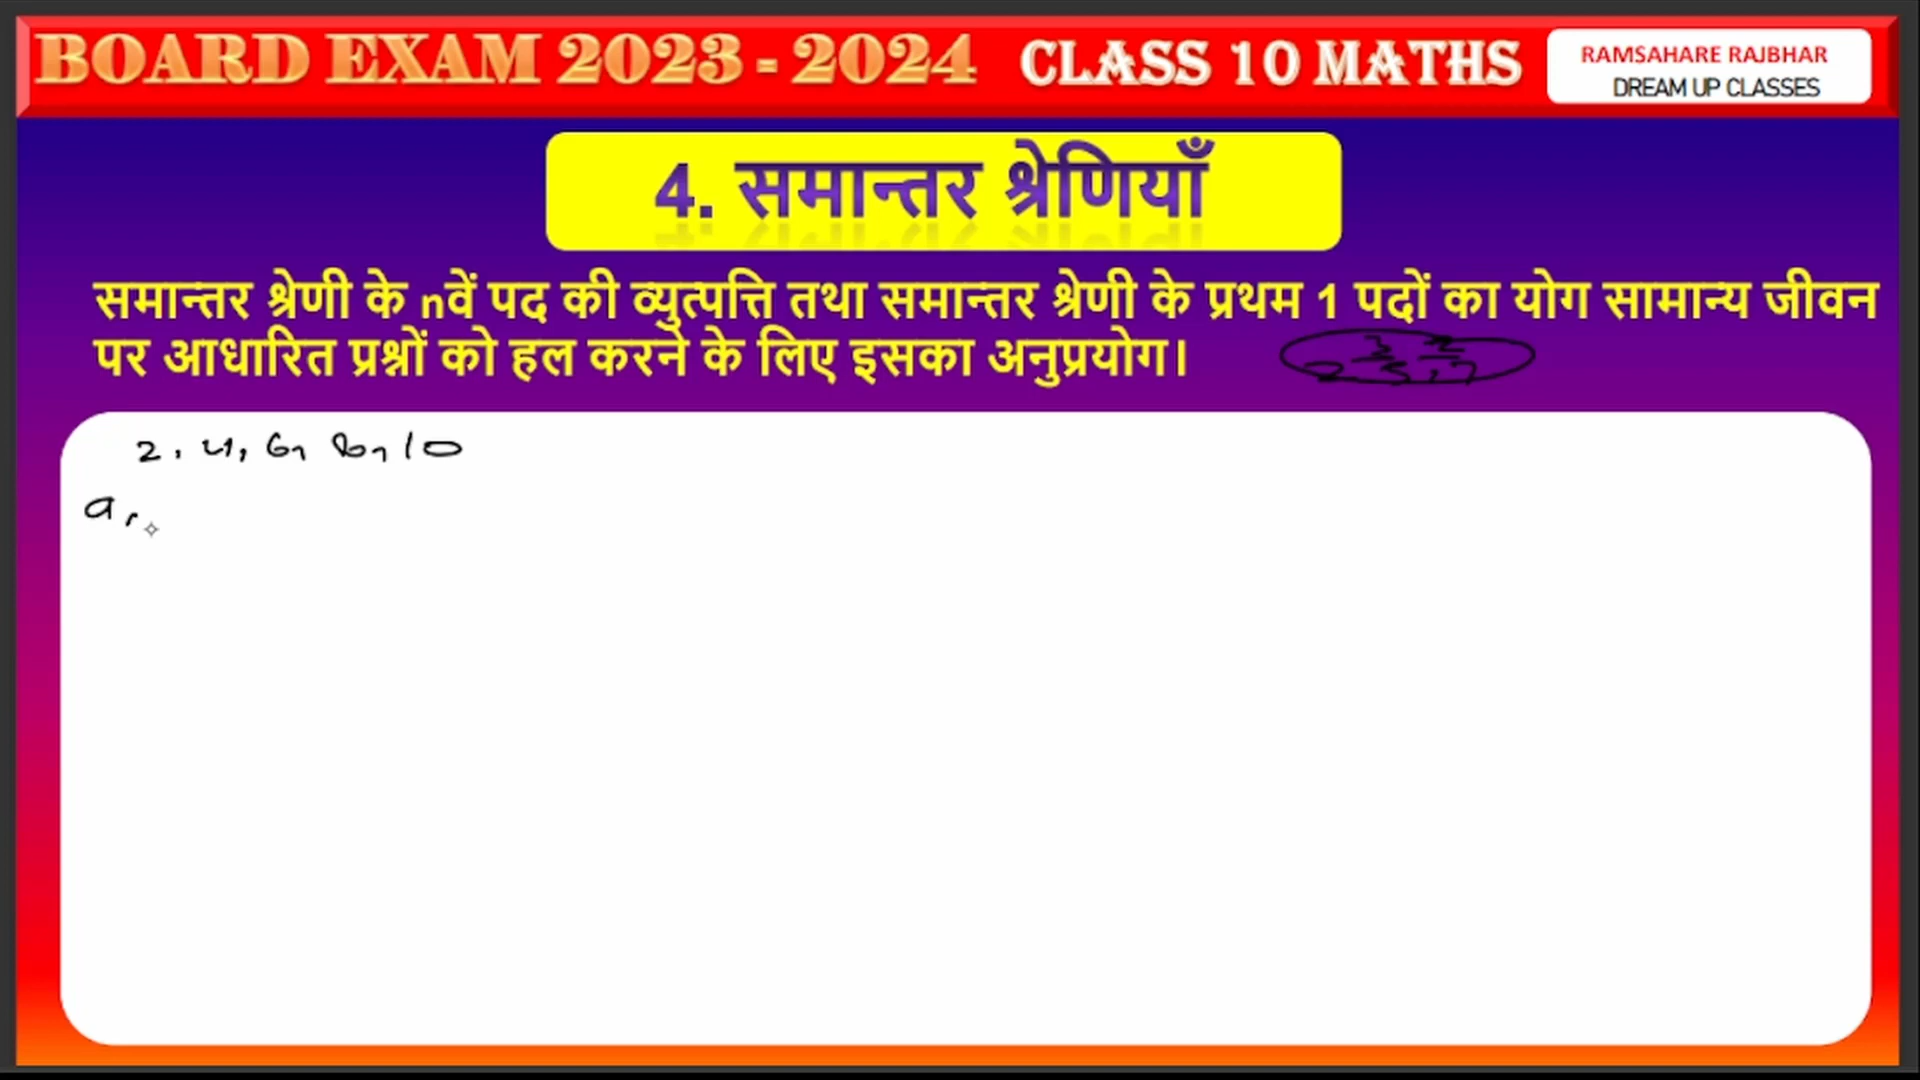 BOARD EXAM 2023 - 2024 CLASS 10 MATHS
RAMSAHARE RAJBHAR
DREAM UP CLASSES
4. समान्तर श्रेणियाँ
समान्तर श्रेणी के nवें पद की व्युत्पत्ति तथा समान्तर श्रेणी के प्रथम 1 पदों का योग सामान्य जीवन
पर आधारित प्रश्नों को हल करने के लिए इसका अनुप्रयोग।
2, 4, 6, 8, 10
a,